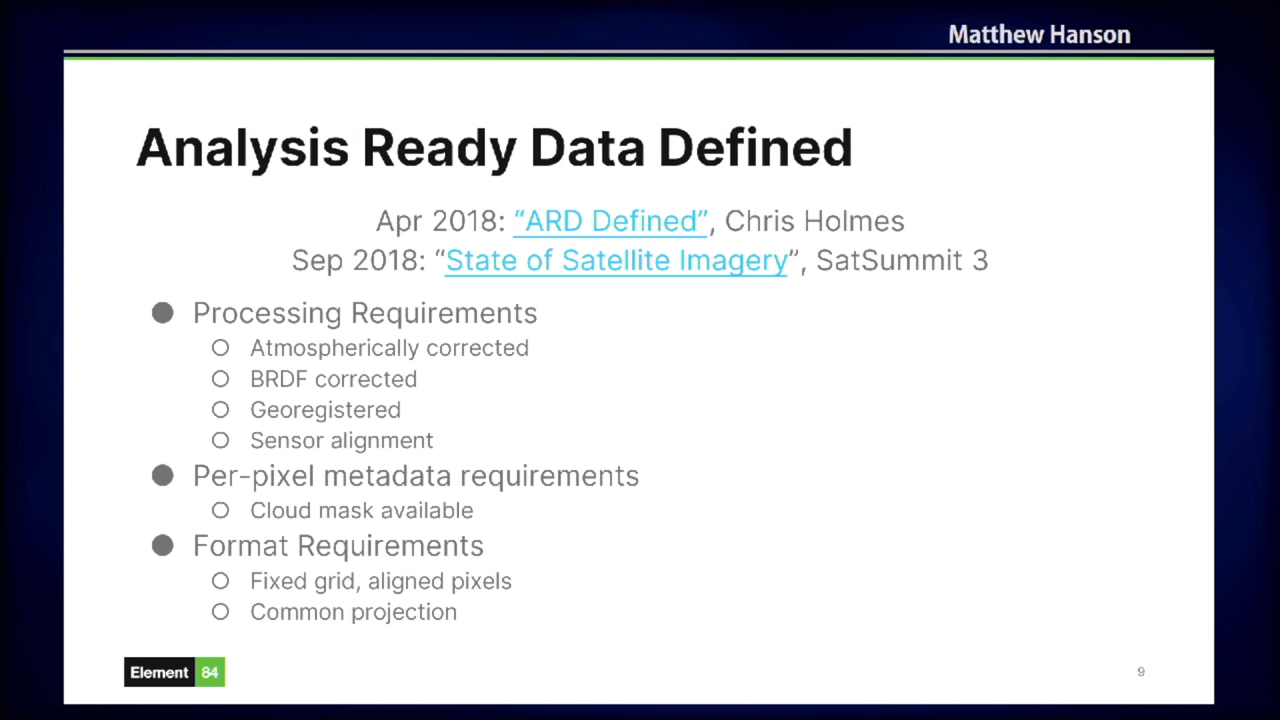 Matthew Hanson
Analysis Ready Data Defined
Apr 2018: “ARD Defined”, Chris Holmes
Sep 2018: “State of Satellite Imagery”, SatSummit 3
● Processing Requirements
○ Atmospherically corrected
○ BRDF corrected
○ Georegistered
○ Sensor alignment
● Per-pixel metadata requirements
○ Cloud mask available
● Format Requirements
○ Fixed grid, aligned pixels
○ Common projection
Element 84
9